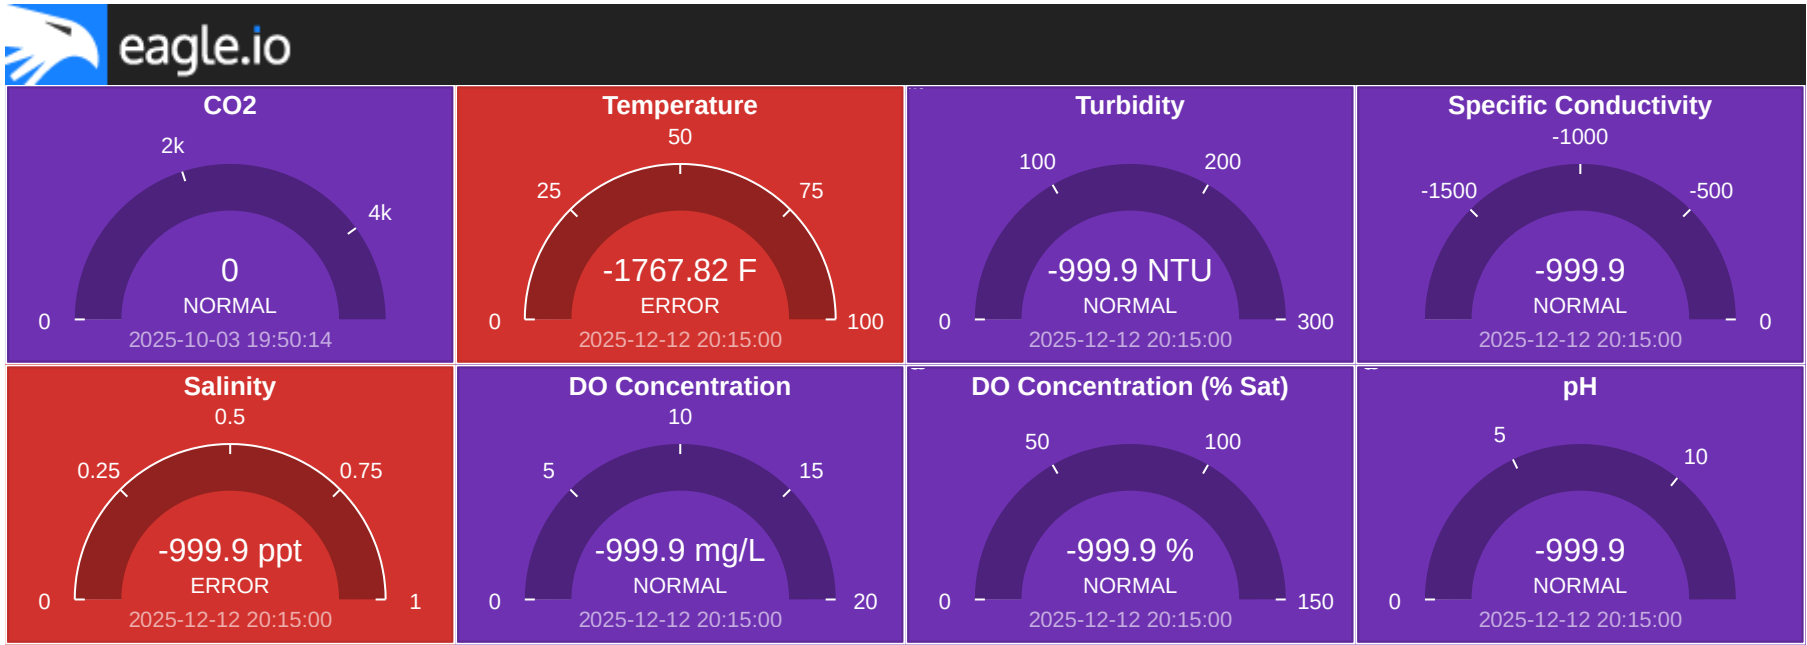 eagle.io
CO2
2k
4k
0
0
NORMAL
2025-10-03 19:50:14
Temperature
50
25
75
-1767.82 F
ERROR
0
100
2025-12-12 20:15:00
Turbidity
100
200
-999.9 NTU
NORMAL
0
300
2025-12-12 20:15:00
Specific Conductivity
-1000
-1500
-500
-999.9
NORMAL
0
2025-12-12 20:15:00
Salinity
0.5
0.25
0.75
-999.9 ppt
ERROR
0
1
2025-12-12 20:15:00
DO Concentration
10
5
15
-999.9 mg/L
NORMAL
0
20
2025-12-12 20:15:00
DO Concentration (% Sat)
50
100
-999.9 %
NORMAL
0
150
2025-12-12 20:15:00
pH
5
10
-999.9
NORMAL
0
2025-12-12 20:15:00